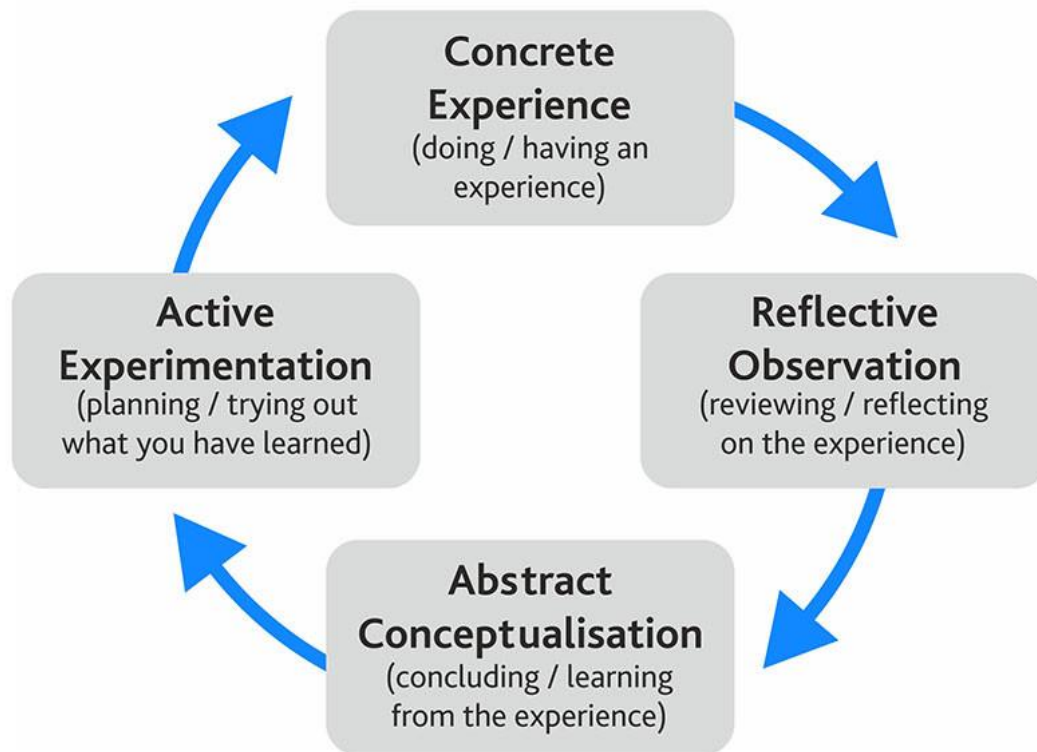 Concrete
Experience
(doing / having an
experience)
Reflective
Observation
(reviewing / reflecting
on the experience)
Abstract
Conceptualisation
(concluding / learning
from the experience)
Active
Experimentation
(planning / trying out
what you have learned)